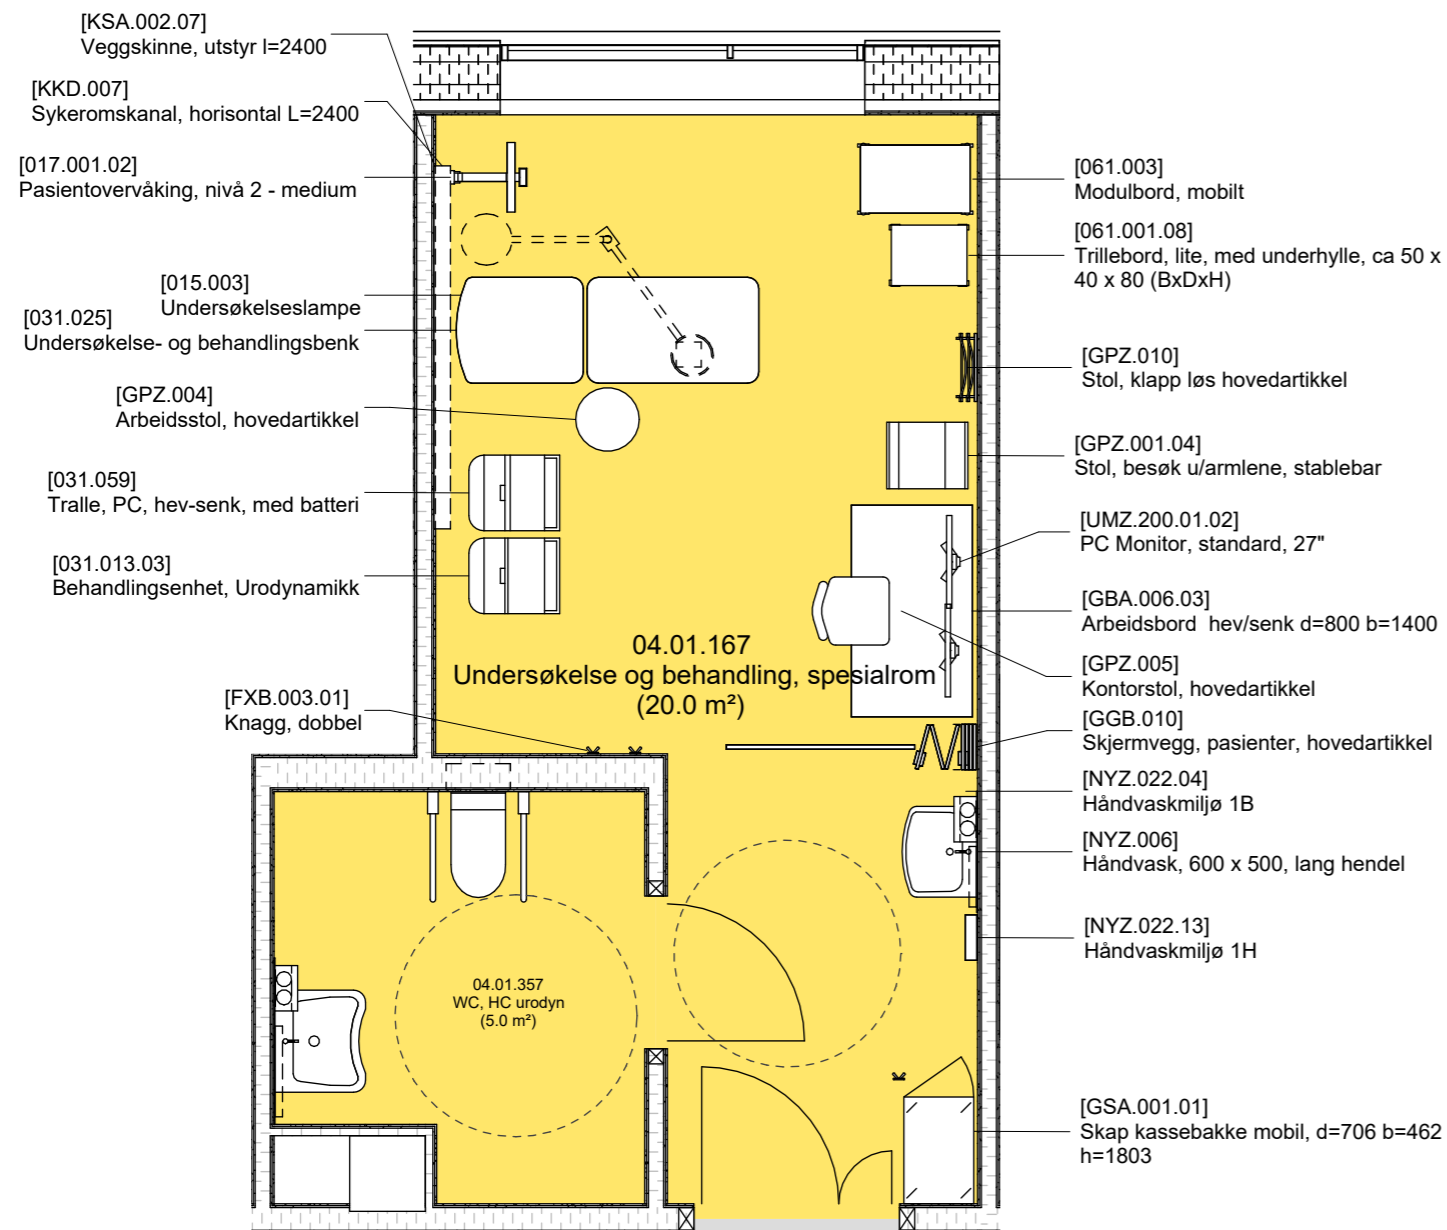 [KSA.002.07]
Veggskinne, utstyr l=2400
[KKD.007]
Sykeromskanal, horisontal L=2400
[017.001.02]
Pasientovervåking, nivå 2 - medium
[015.003]
Undersøkelseslampe
[031.025]
Undersøkelse- og behandlingsbenk
[GPZ.004]
Arbeidsstol, hovedartikkel
[031.059]
Tralle, PC, hev-senk, med batteri
[031.013.03]
Behandlingsenhet, Urodynamikk
[FXB.003.01]
Knagg, dobbel
04.01.167
Undersøkelse og behandling, spesialrom
(20.0 m²)
04.01.357
WC, HC urodyn
(5.0 m²)
[061.003]
Modulbord, mobilt
[061.001.08]
Trillebord, lite, med underhylle, ca 50 x
40 x 80 (BxDxH)
[GPZ.010]
Stol, klapp løs hovedartikkel
[GPZ.001.04]
Stol, besøk u/armlene, stablebar
[UMZ.200.01.02]
PC Monitor, standard, 27"
[GBA.006.03]
Arbeidsbord  hev/senk d=800 b=1400
[GPZ.005]
Kontorstol, hovedartikkel
[GGB.010]
Skjermvegg, pasienter, hovedartikkel
[NYZ.022.04]
Håndvaskmiljø 1B
[NYZ.006]
Håndvask, 600 x 500, lang hendel
[NYZ.022.13]
Håndvaskmiljø 1H
[GSA.001.01]
Skap kassebakke mobil, d=706 b=462
h=1803